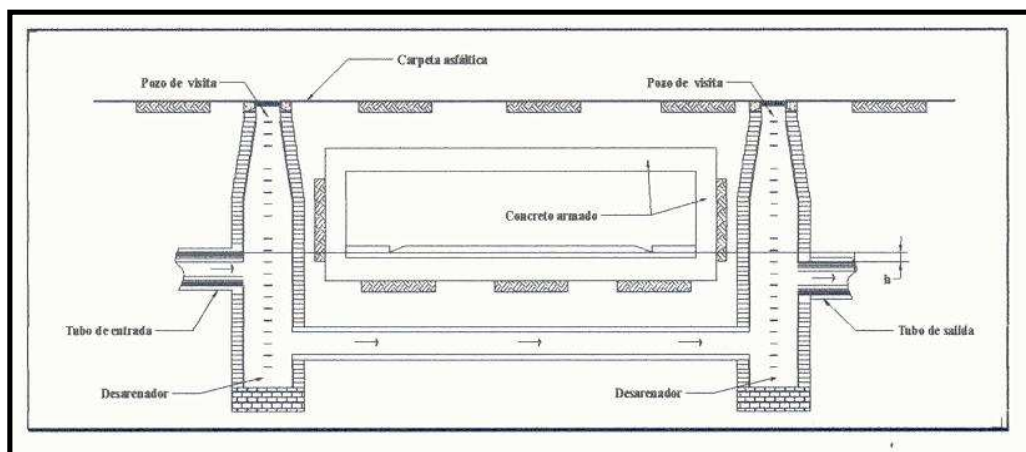 Carpeta asfáltica
Pozo de visita
Pozo de visita
Concreto armado
h
Tubo de entrada
Tubo de salida
Desarenador
Desarenador